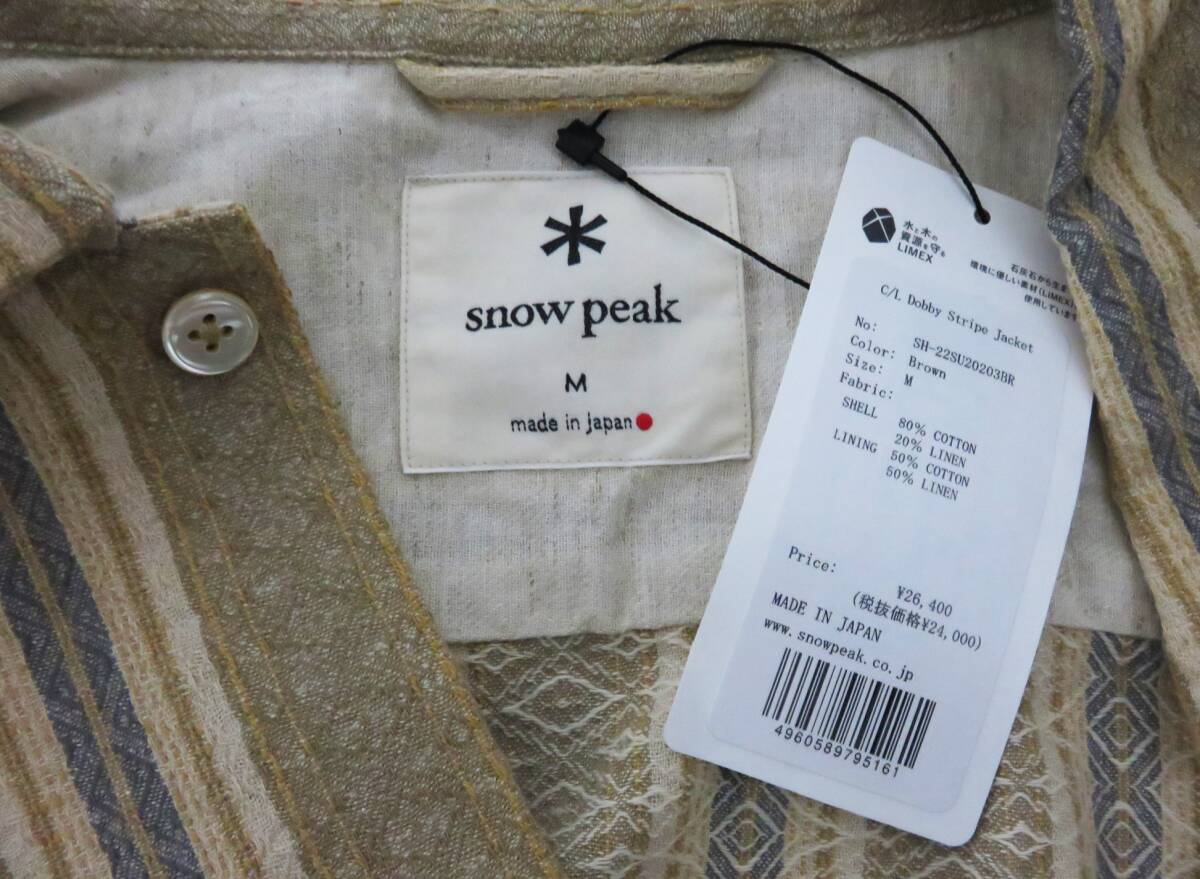 snow peak
M
made in Japan
水と木の
資源を守る
LIMEX
石灰石から生ま
環境に優しい素材(LIMEX)
使用しています
C/L Dobby Stripe Jacket
No: SH-22SU20203BR
Color: Brown
Size: M
Fabric:
SHELL 80% COTTON
20% LINEN
LINING 50% COTTON
50% LINEN
Price: ¥26,400
(税抜価格¥24,000)
MADE IN JAPAN
www.snowpeak.co.jp
4960589795161